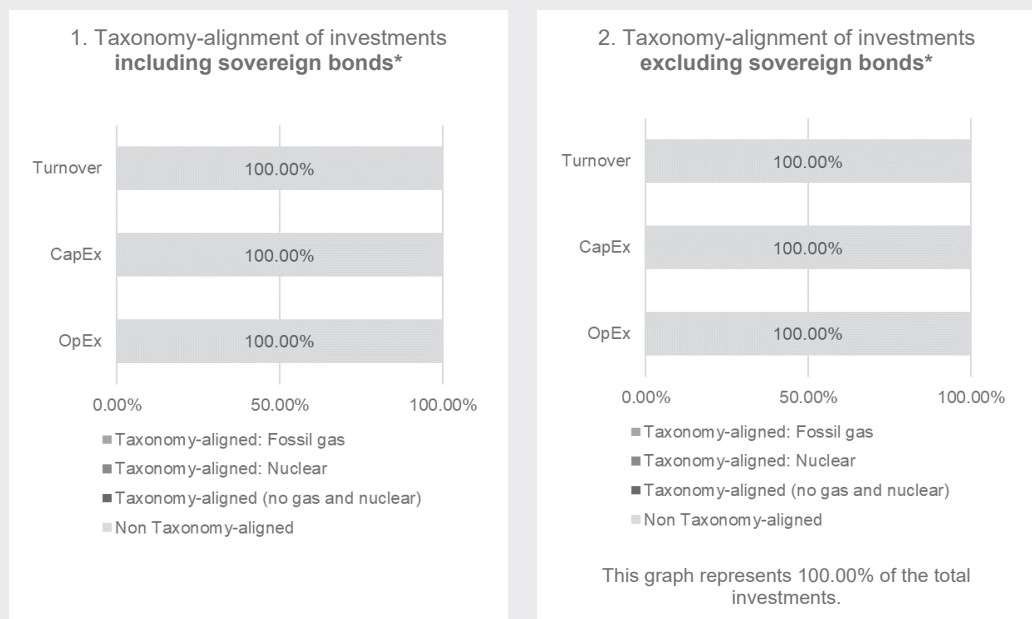 1. Taxonomy-alignment of investments
including sovereign bonds*
Turnover
100.00%
CapEx
100.00%
OpEx
100.00%
0.00% 50.00% 100.00%
Taxonomy-aligned: Fossil gas
Taxonomy-aligned: Nuclear
Taxonomy-aligned (no gas and nuclear)
Non Taxonomy-aligned
2. Taxonomy-alignment of investments
excluding sovereign bonds*
Turnover
100.00%
CapEx
100.00%
OpEx
100.00%
0.00% 50.00% 100.00%
Taxonomy-aligned: Fossil gas
Taxonomy-aligned: Nuclear
Taxonomy-aligned (no gas and nuclear)
Non Taxonomy-aligned
This graph represents 100.00% of the total
investments.